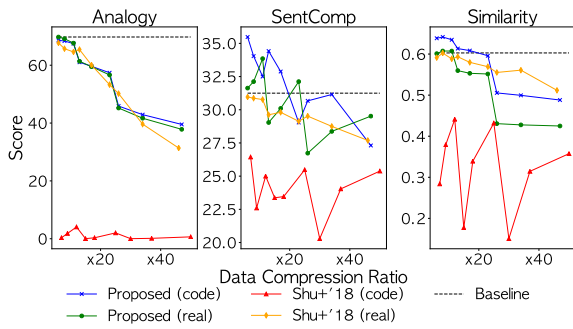 Analogy SentComp Similarity
Score
60
40
20
0
35.0
32.5
30.0
27.5
25.0
22.5
20.0
0.6
0.5
0.4
0.3
0.2
x20 x40 x20 x40 x20 x40
Data Compression Ratio
Proposed (code) Shu+'18 (code) Baseline
Proposed (real) Shu+'18 (real)